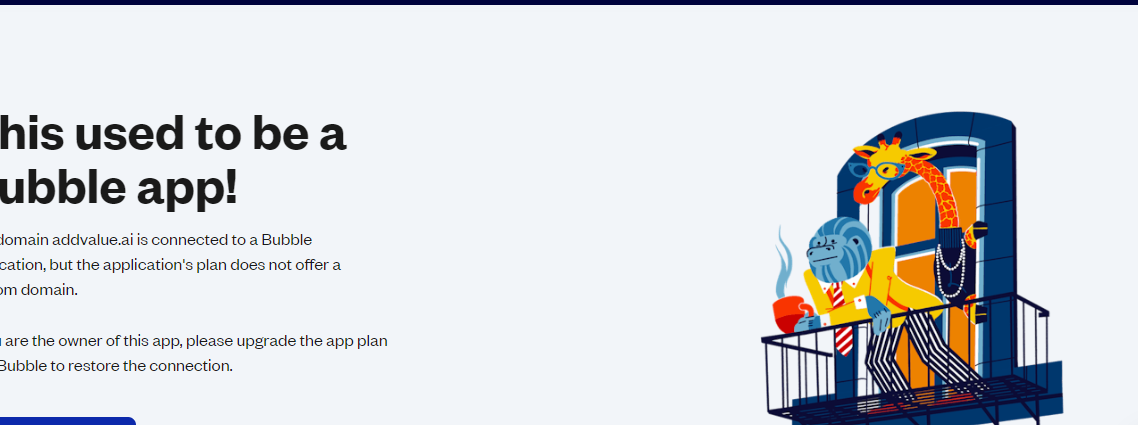 his used to be a
ubble app!
domain addvalue.ai is connected to a Bubble
cation, but the application's plan does not offer a
om domain.
u are the owner of this app, please upgrade the app plan
Bubble to restore the connection.